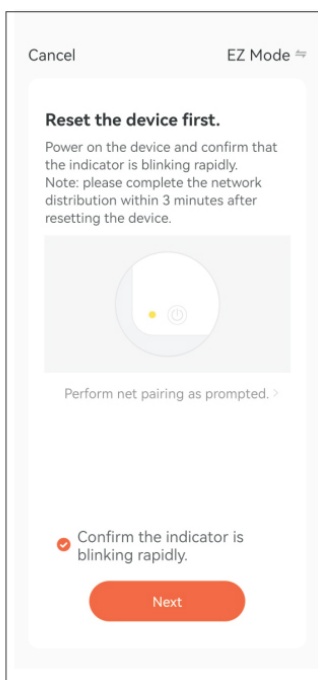 Cancel
EZ Mode
Reset the device first.
Power on the device and confirm that
the indicator is blinking rapidly.
Note: please complete the network
distribution within 3 minutes after
resetting the device.
Perform net pairing as prompted. >
Confirm the indicator is
blinking rapidly.
Next